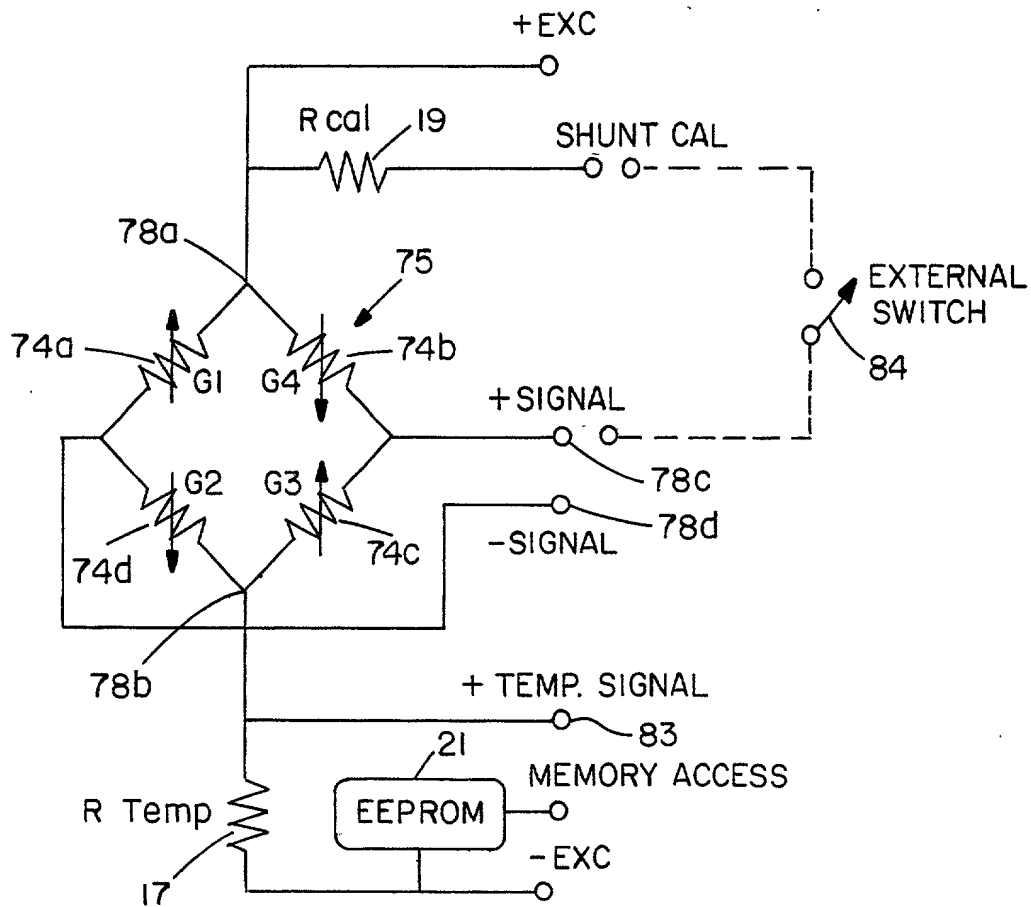 +EXC
R cal
19
SHUNT CAL
78a
75
EXTERNAL
SWITCH
74a
G1
G4
74b
84
+SIGNAL
G2
G3
78c
-SIGNAL
78d
74d
74c
78b
+ TEMP. SIGNAL
83
21
MEMORY ACCESS
R Temp
EEPROM
-EXC
17